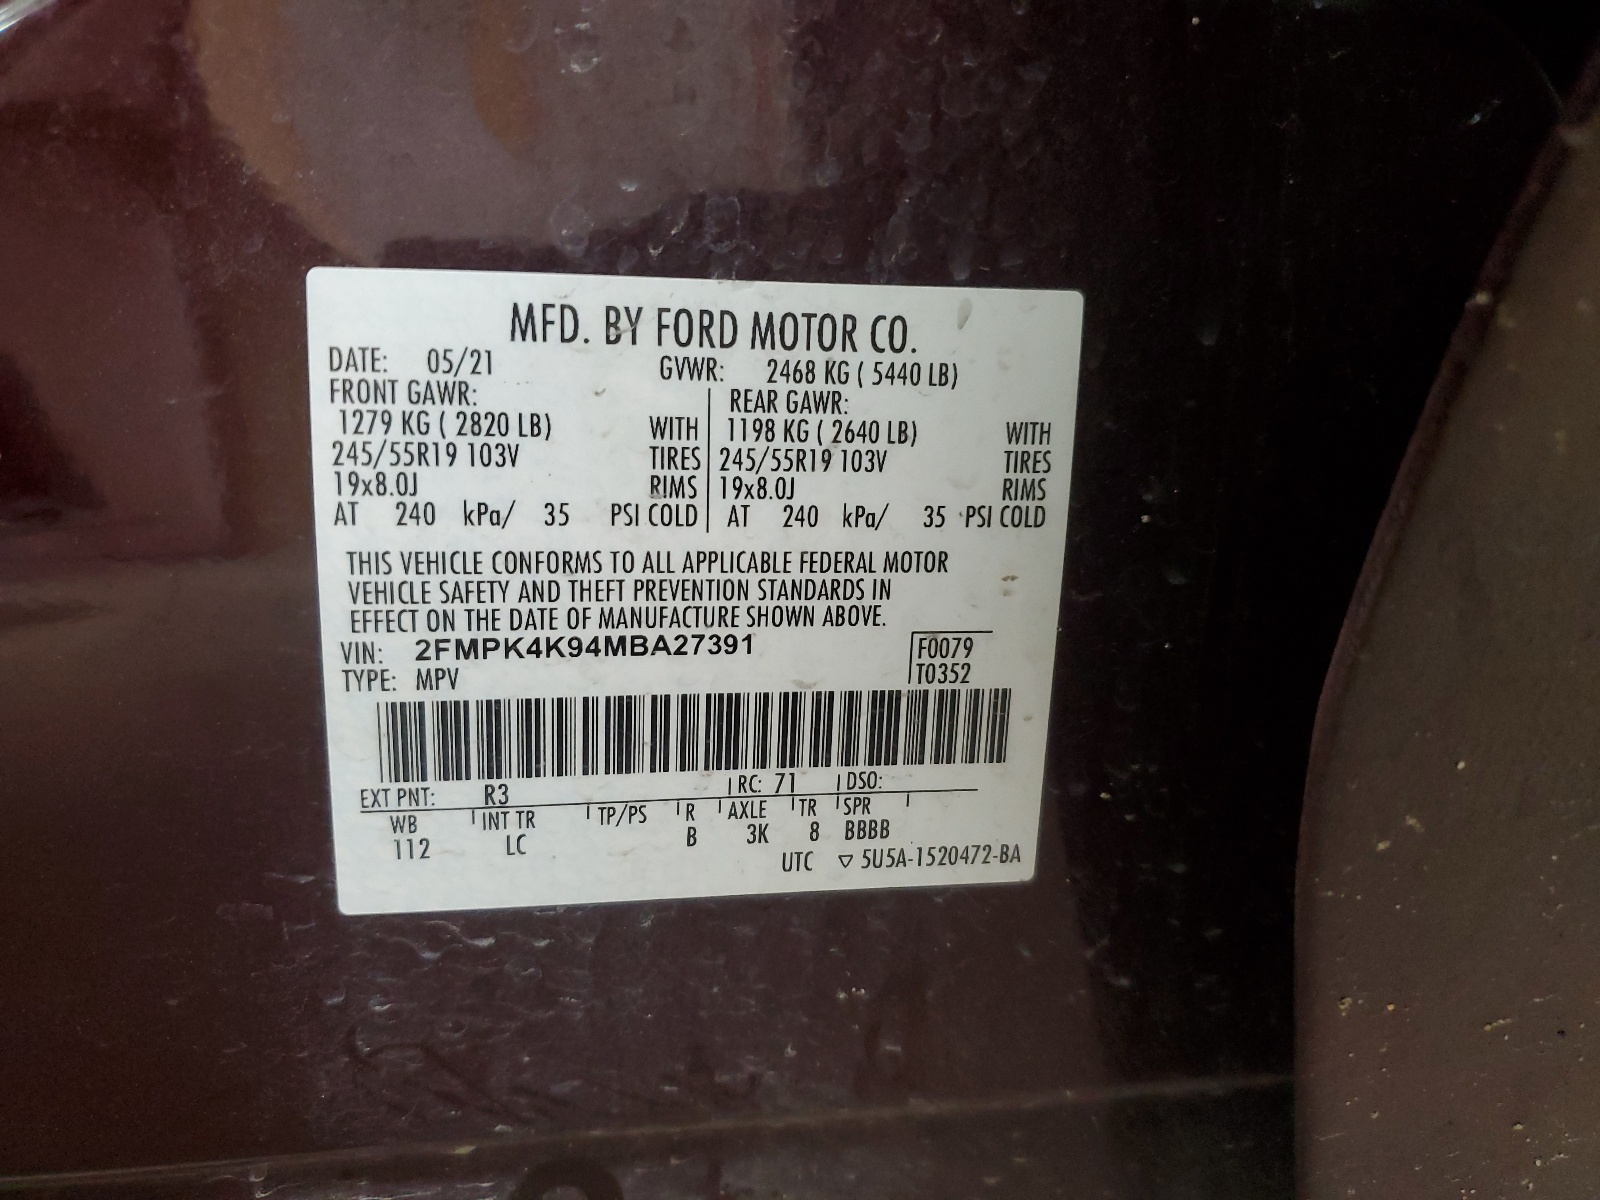 MFD. BY FORD MOTOR CO.
DATE: 05/21 GVWR: 2468 KG ( 5440 LB)
FRONT GAWR: REAR GAWR:
1279 KG ( 2820 LB) WITH 1198 KG ( 2640 LB) WITH
245/55R19 103V TIRES 245/55R19 103V TIRES
19x8.0J RIMS 19x8.0J RIMS
AT 240 kPa/ 35 PSI COLD AT 240 kPa/ 35 PSI COLD
THIS VEHICLE CONFORMS TO ALL APPLICABLE FEDERAL MOTOR
VEHICLE SAFETY AND THEFT PREVENTION STANDARDS IN
EFFECT ON THE DATE OF MANUFACTURE SHOWN ABOVE.
VIN: 2FMPK4K94MBA27391 F0079
TYPE: MPV T0352
EXT PNT: R3 RC: 71 DSO:
WB INT TR TP/PS R AXLE TR SPR
112 LC B 3K 8 BBBB
UTC ▽ 5U5A-1520472-BA